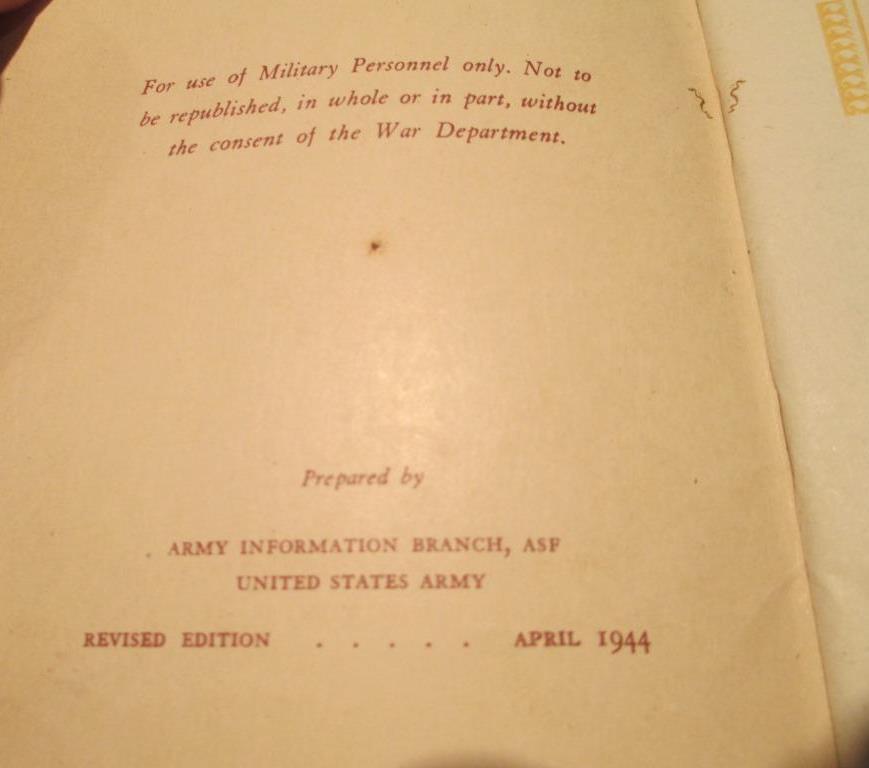 For use of Military Personnel only. Not to
be republished, in whole or in part, without
the consent of the War Department.
Prepared by
ARMY INFORMATION BRANCH, ASF
UNITED STATES ARMY
REVISED EDITION . . . . . APRIL 1944